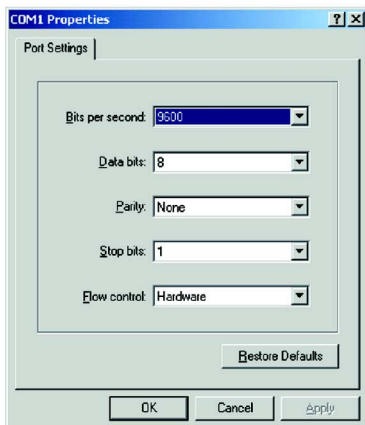 COM1 Properties
Port Settings
Bits per second: 9600
Data bits: 8
Parity: None
Stop bits: 1
Flow control: Hardware
Restore Defaults
OK Cancel Apply